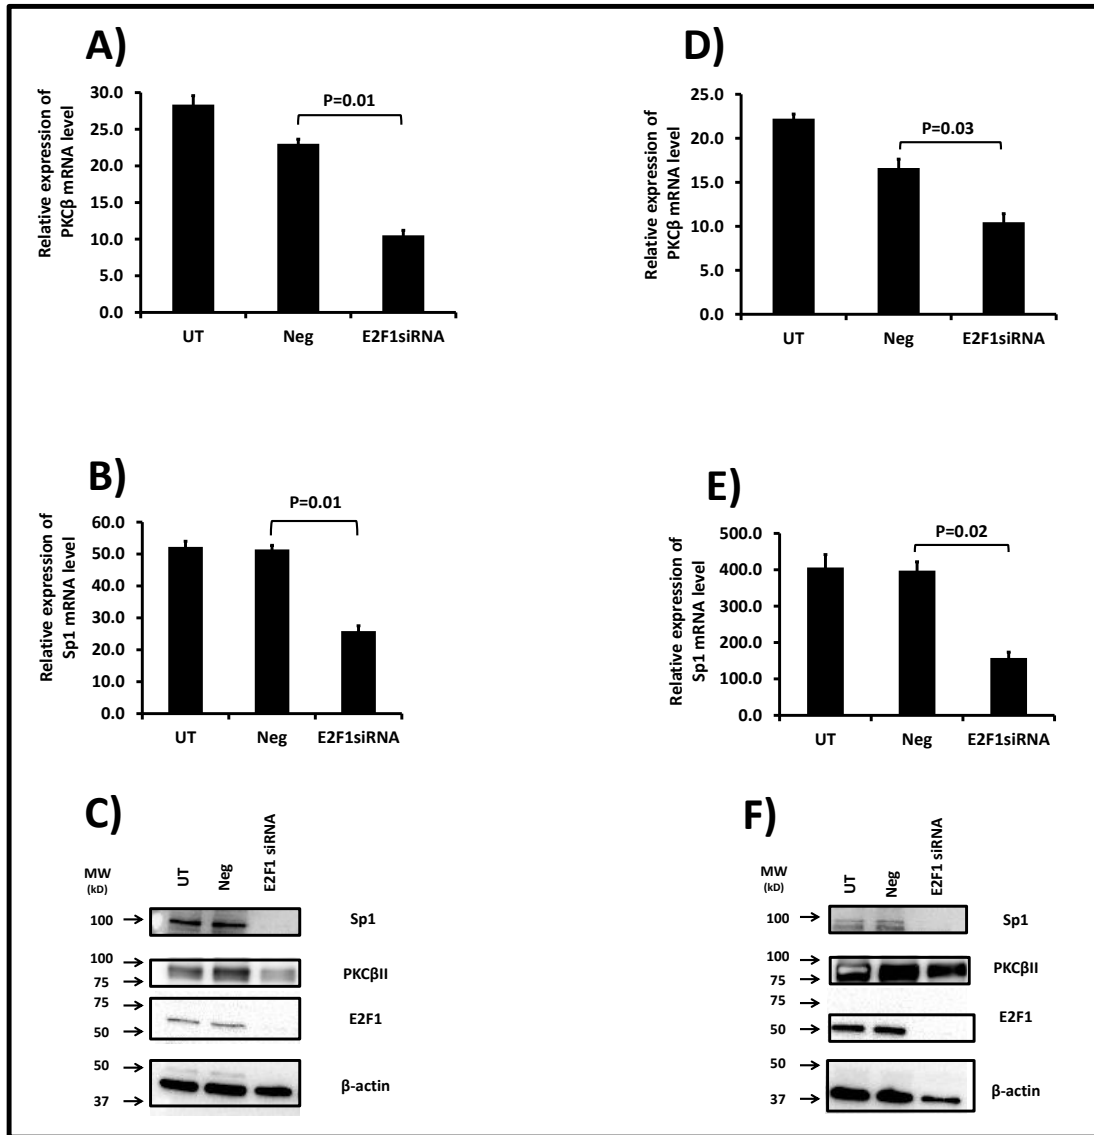 A)
Relative expression of
PKCβ mRNA level
30.0
25.0
20.0
15.0
10.0
5.0
0.0
P=0.01
UT Neg E2F1siRNA
B)
Relative expression of
Sp1 mRNA level
60.0
50.0
40.0
30.0
20.0
10.0
0.0
P=0.01
UT Neg E2F1siRNA
C)
MW
(kD)
UT
Neg
E2F1 siRNA
100
Sp1
100
75
PKCβII
75
50
E2F1
50
37
β-actin
D)
Relative expression of
PKCβ mRNA level
25.0
20.0
15.0
10.0
5.0
0.0
P=0.03
UT Neg E2F1siRNA
E)
Relative expression of
Sp1 mRNA level
500.0
400.0
300.0
200.0
100.0
0.0
P=0.02
UT Neg E2F1siRNA
F)
MW
(kD)
UT
Neg
E2F1 siRNA
100
Sp1
100
75
PKCβII
75
50
E2F1
50
37
β-actin